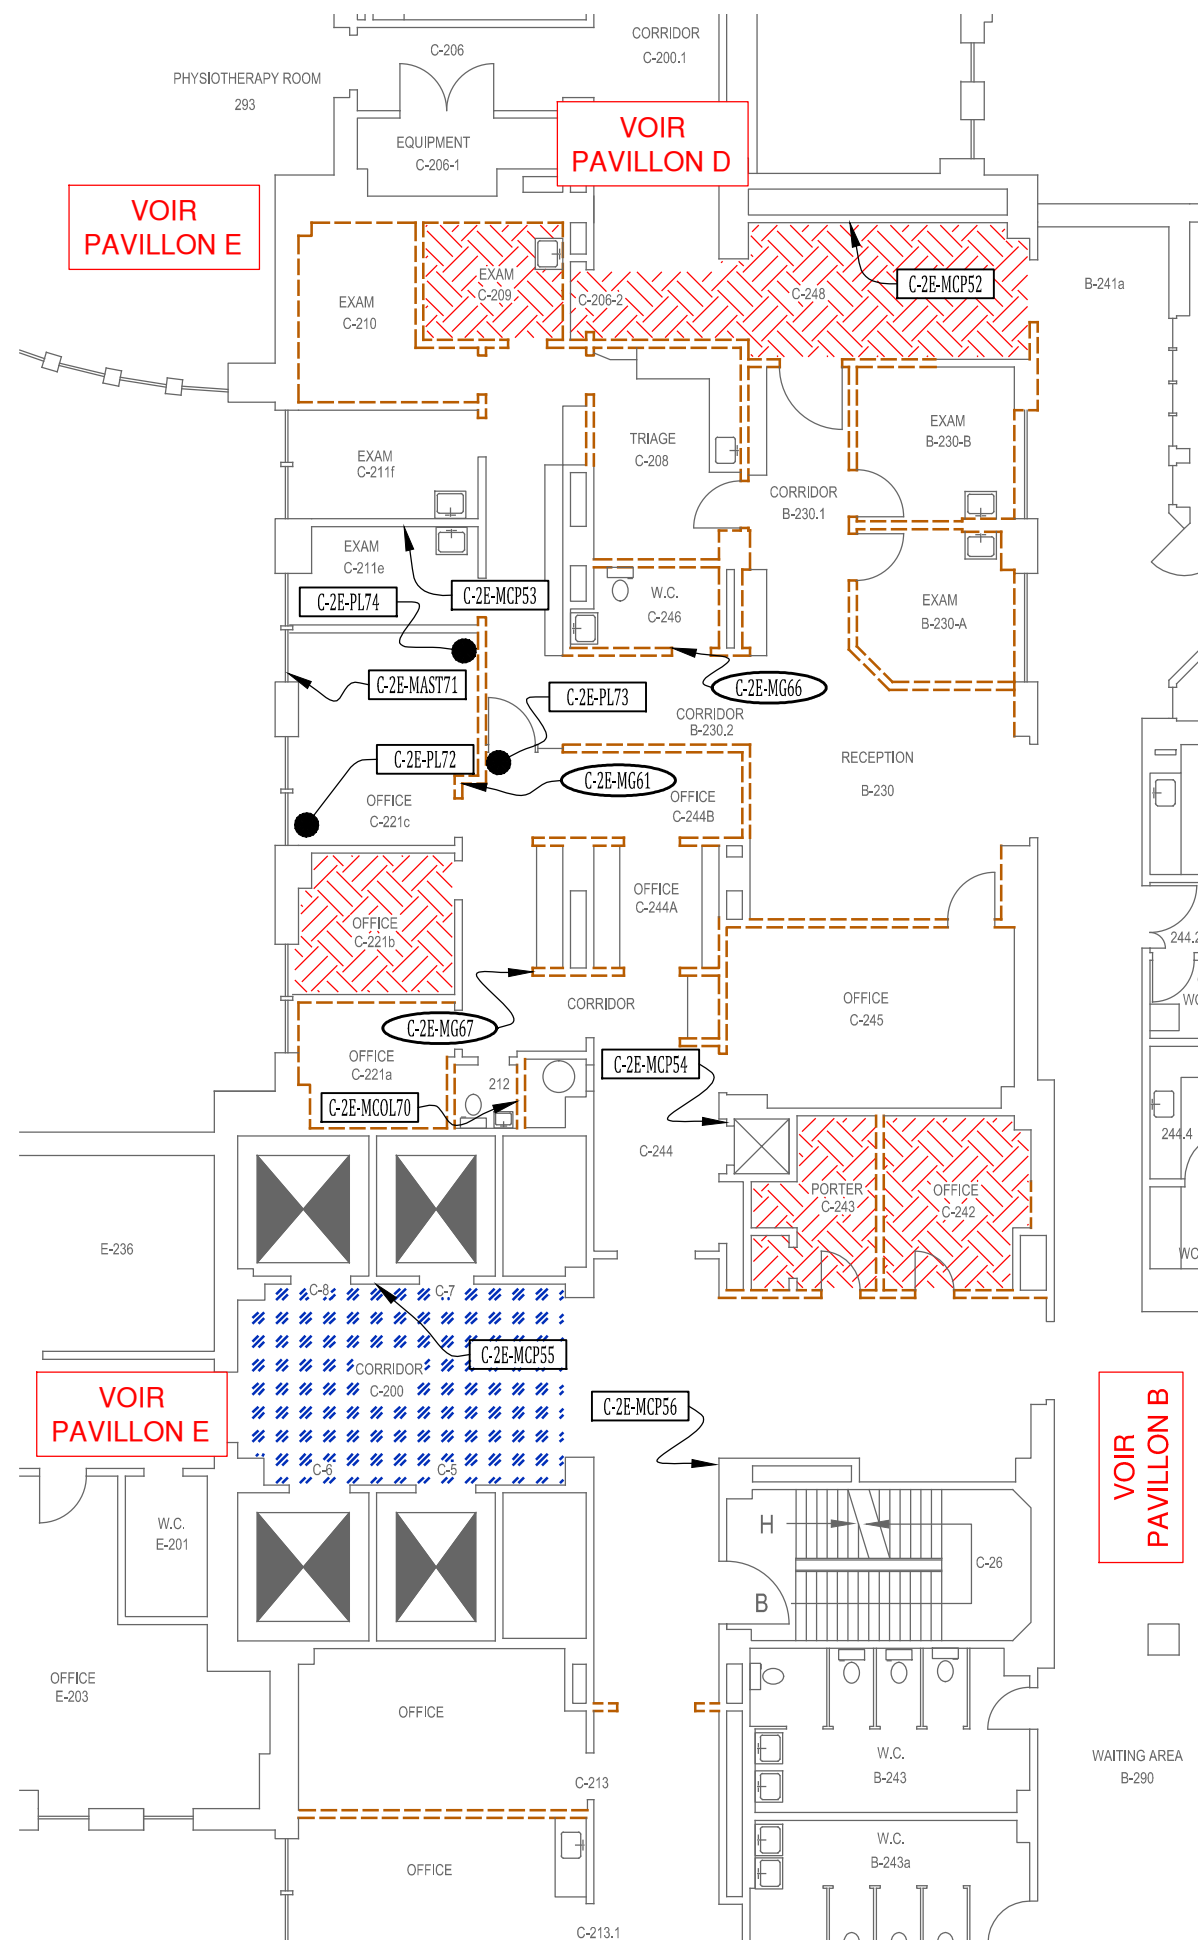 CORRIDOR
C-200.1
C-206
PHYSIOTHERAPY ROOM
293
VOIR
PAVILLON D
EQUIPMENT
C-206-1
VOIR
PAVILLON E
EXAM
C-209
EXAM
C-210
C-206-2
C-248
C-2E-MCP52
B-241a
TRIAGE
C-208
EXAM
B-230-B
EXAM
C-211f
CORRIDOR
B-230.1
EXAM
C-211e
C-2E-MCP53
C-2E-PL74
W.C.
C-246
EXAM
B-230-A
C-2E-MAST71
C-2E-PL73
C-2E-MG66
CORRIDOR
B-230.2
C-2E-PL72
C-2E-MG61
RECEPTION
B-230
OFFICE
C-221c
OFFICE
C-244B
OFFICE
C-244A
OFFICE
C-221b
244.2
CORRIDOR
OFFICE
C-245
WC
C-2E-MG67
OFFICE
C-221a
212
C-2E-MCP54
C-2E-MCOL70
244.4
C-244
PORTER
C-243
OFFICE
C-242
E-236
WC
C-8
C-7
C-2E-MCP55
CORRIDOR
C-200
VOIR
PAVILLON E
C-2E-MCP56
VOIR
PAVILLON B
C-6
C-5
W.C.
E-201
H
C-26
B
OFFICE
E-203
OFFICE
W.C.
B-243
WAITING AREA
B-290
C-213
W.C.
B-243a
OFFICE
C-213.1